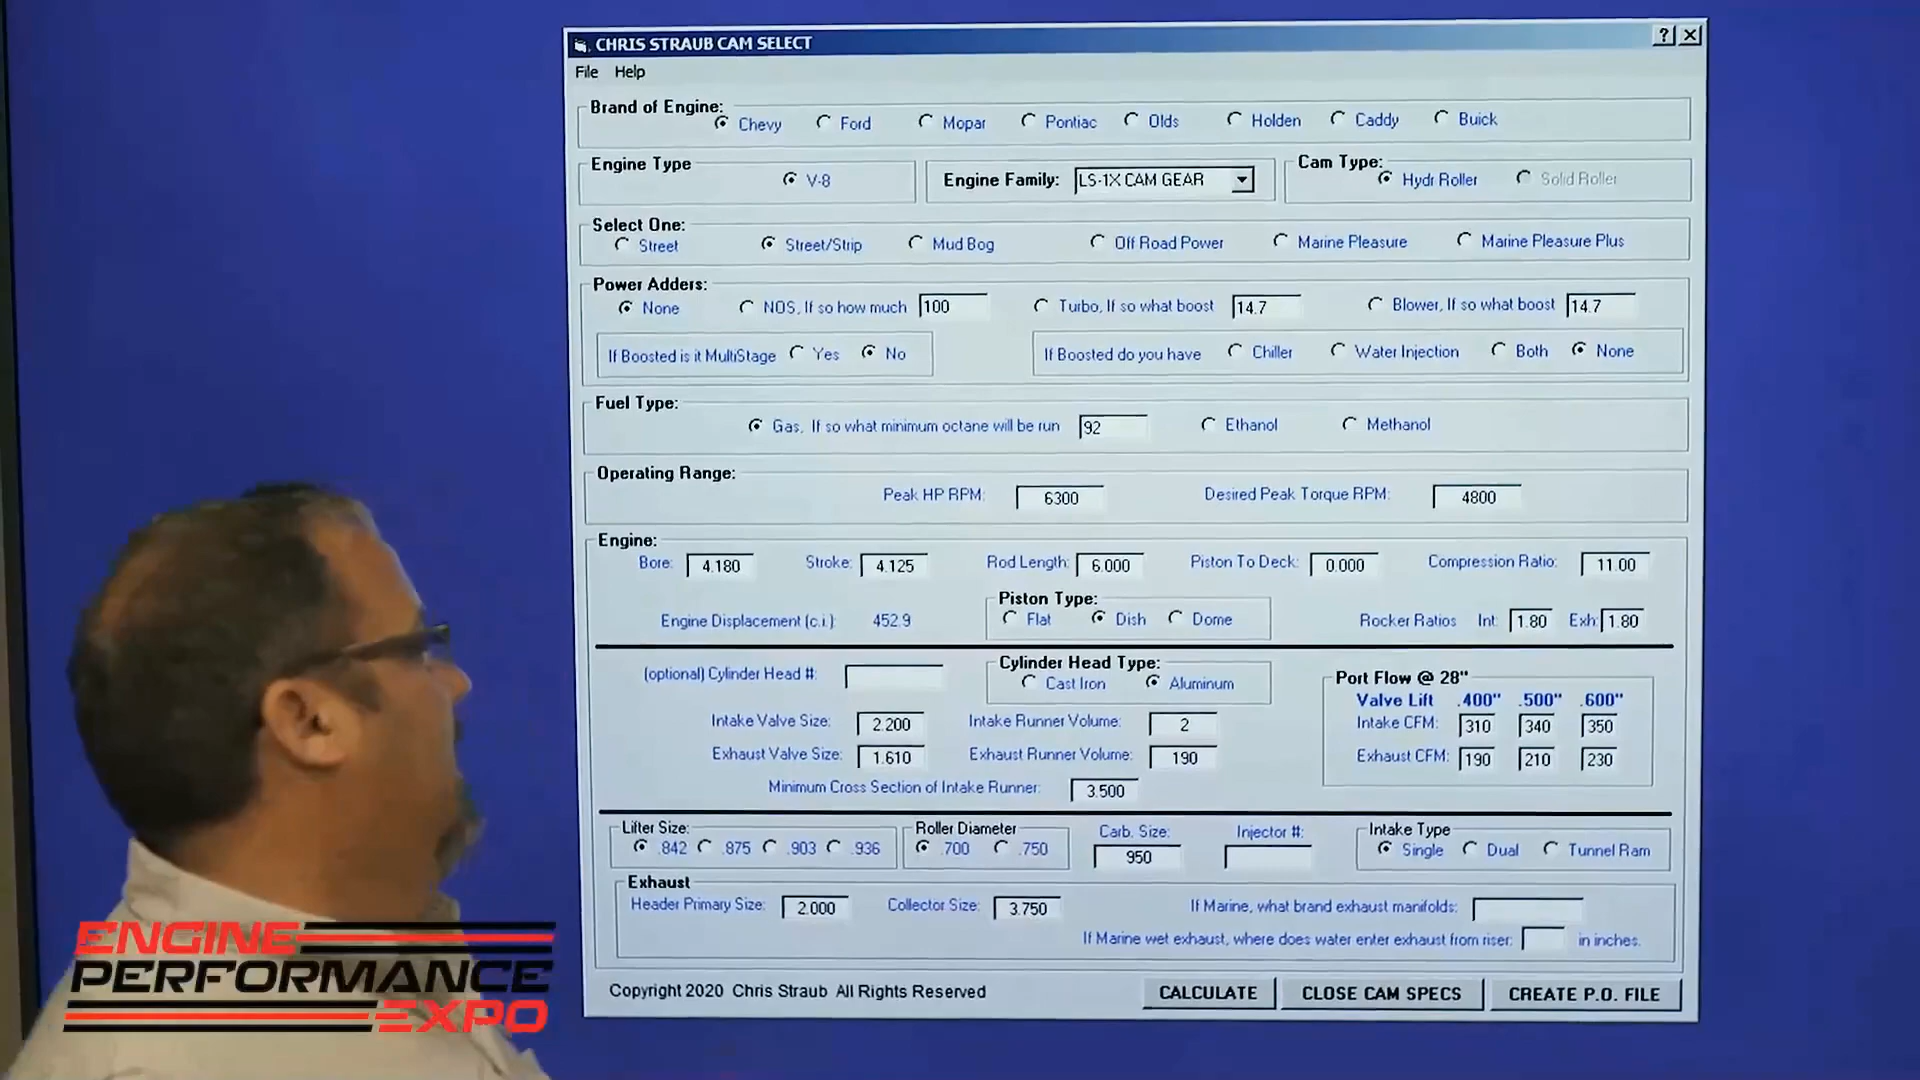 CHRIS STRAUB CAM SELECT
File Help
Brand of Engine:
Chevy Ford Mopar Pontiac Olds Holden Caddy Buick
Engine Type
V-8
Engine Family: LS-1X CAM GEAR
Cam Type:
Hydr Roller Solid Roller
Select One:
Street Street/Strip Mud Bog Off Road Power Marine Pleasure Marine Pleasure Plus
Power Adders:
None NOS, If so how much 100 Turbo, If so what boost 14.7 Blower, If so what boost 14.7
If Boosted is it MultiStage Yes No If Boosted do you have Chiller Water Injection Both None
Fuel Type:
Gas, If so what minimum octane will be run 92 Ethanol Methanol
Operating Range:
Peak HP RPM: 6300 Desired Peak Torque RPM: 4800
Engine:
Bore: 4.180 Stroke: 4.125 Rod Length: 6.000 Piston To Deck: 0.000 Compression Ratio: 11.00
Engine Displacement (c.i.): 452.9
Piston Type:
Flat Dish Dome
Rocker Ratios Int: 1.80 Exh: 1.80
(optional) Cylinder Head #:
Cylinder Head Type:
Cast Iron Aluminum
Intake Valve Size: 2.200 Intake Runner Volume: 2
Exhaust Valve Size: 1.610 Exhaust Runner Volume: 190
Minimum Cross Section of Intake Runner: 3.500
Port Flow @ 28"
Valve Lift .400" .500" .600"
Intake CFM: 310 340 350
Exhaust CFM: 190 210 230
Lifter Size:
.842 .875 .903 .936
Roller Diameter
.700 .750
Carb. Size:
950
Injector #:
Intake Type
Single Dual Tunnel Ram
Exhaust
Header Primary Size: 2.000 Collector Size: 3.750 If Marine, what brand exhaust manifolds:
If Marine wet exhaust, where does water enter exhaust from riser: in inches.
Copyright 2020 Chris Straub All Rights Reserved
CALCULATE CLOSE CAM SPECS CREATE P.O. FILE
ENGINE
PERFORMANCE
EXPO